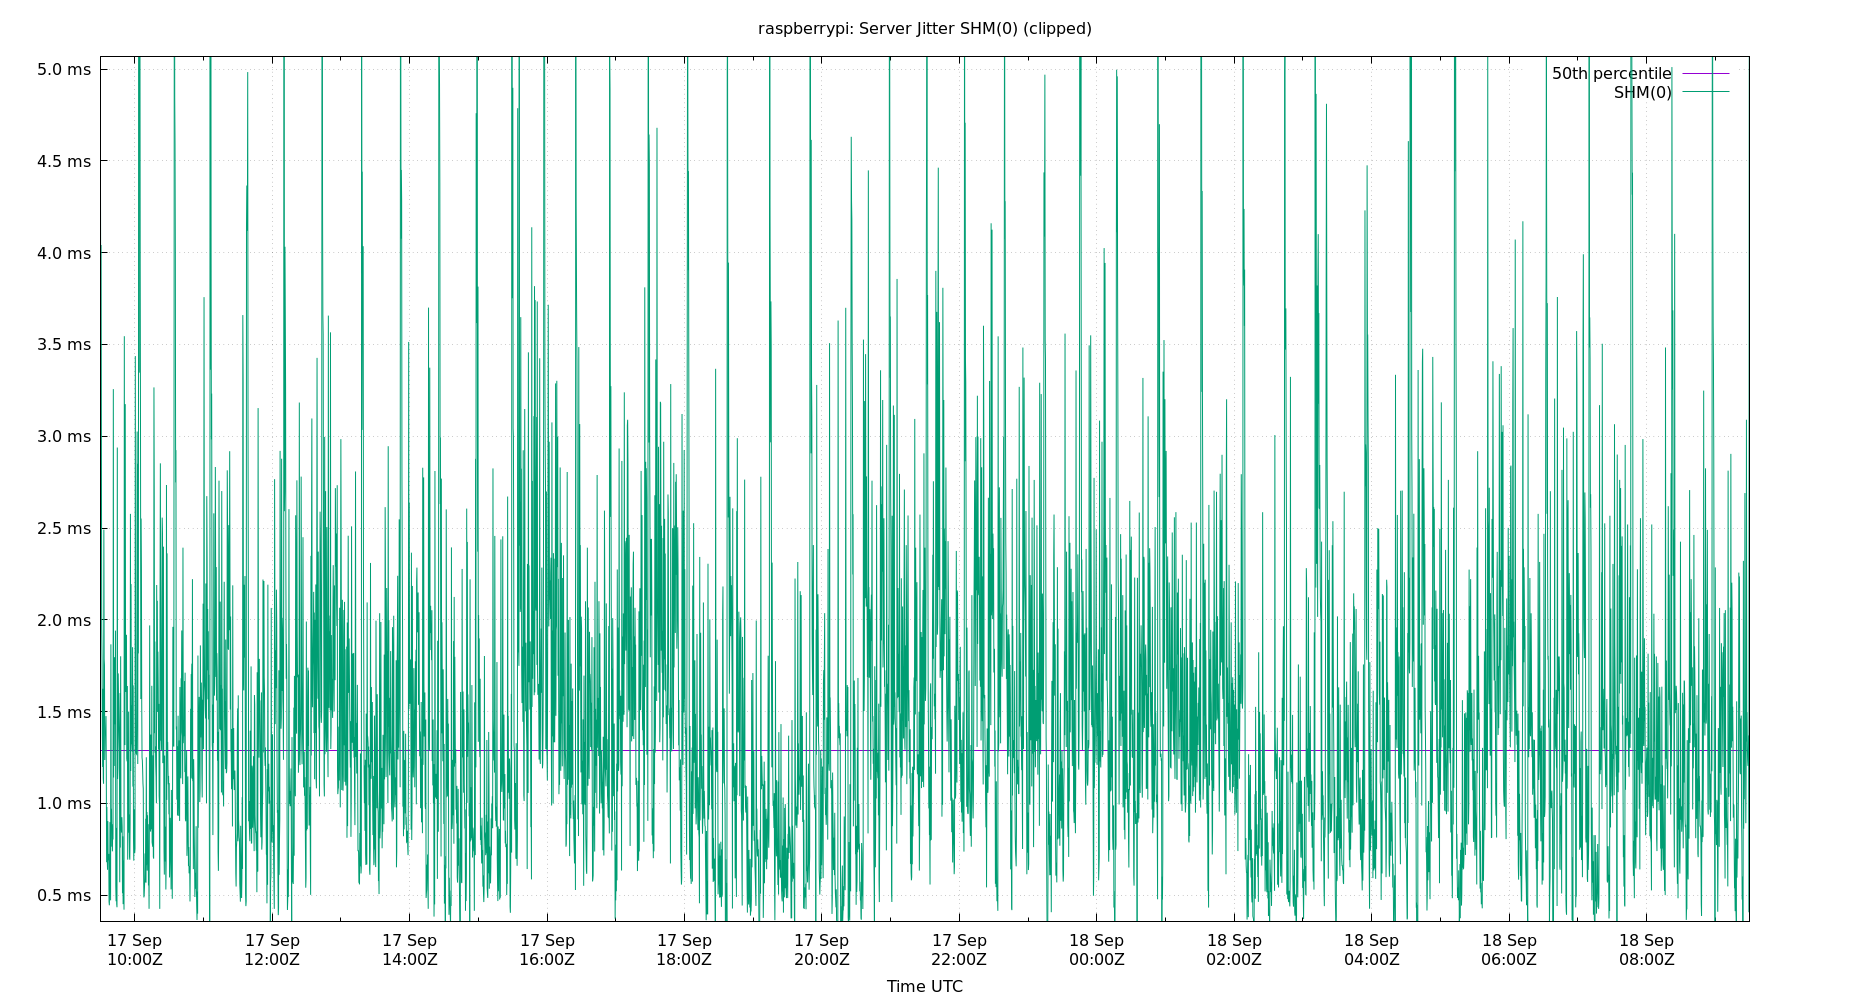 raspberrypi: Server Jitter SHM(0) (clipped)
50th percentile
SHM(0)
5.0 ms
4.5 ms
4.0 ms
3.5 ms
3.0 ms
2.5 ms
2.0 ms
1.5 ms
1.0 ms
0.5 ms
17 Sep 17 Sep 17 Sep 17 Sep 17 Sep 17 Sep 17 Sep 18 Sep 18 Sep 18 Sep 18 Sep 18 Sep
10:00Z 12:00Z 14:00Z 16:00Z 18:00Z 20:00Z 22:00Z 00:00Z 02:00Z 04:00Z 06:00Z 08:00Z
Time UTC